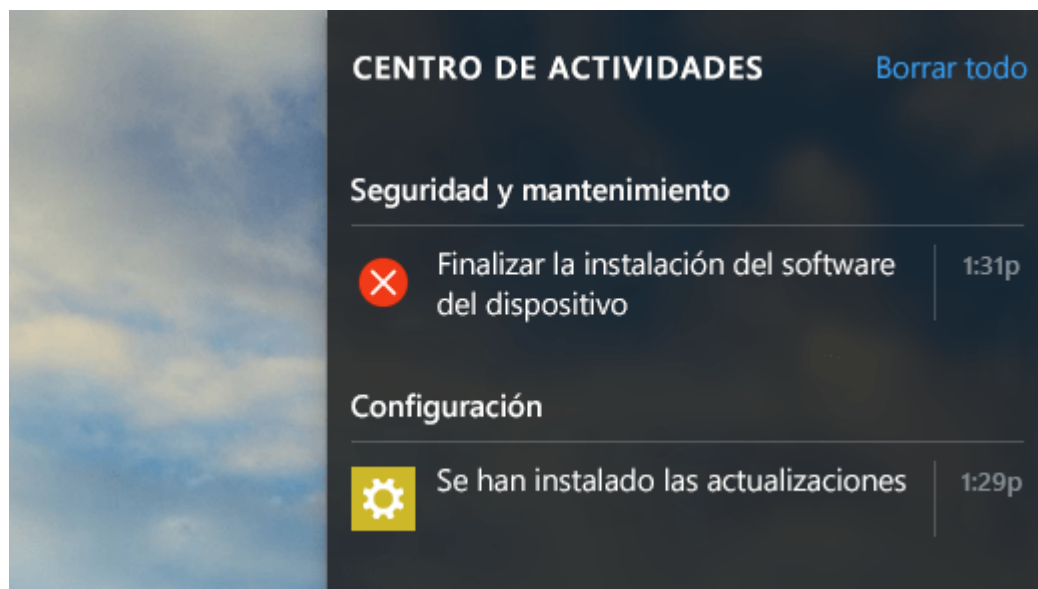 CENTRO DE ACTIVIDADES Borrar todo
Seguridad y mantenimiento
Finalizar la instalación del software 1:31p
del dispositivo
Configuración
Se han instalado las actualizaciones 1:29p